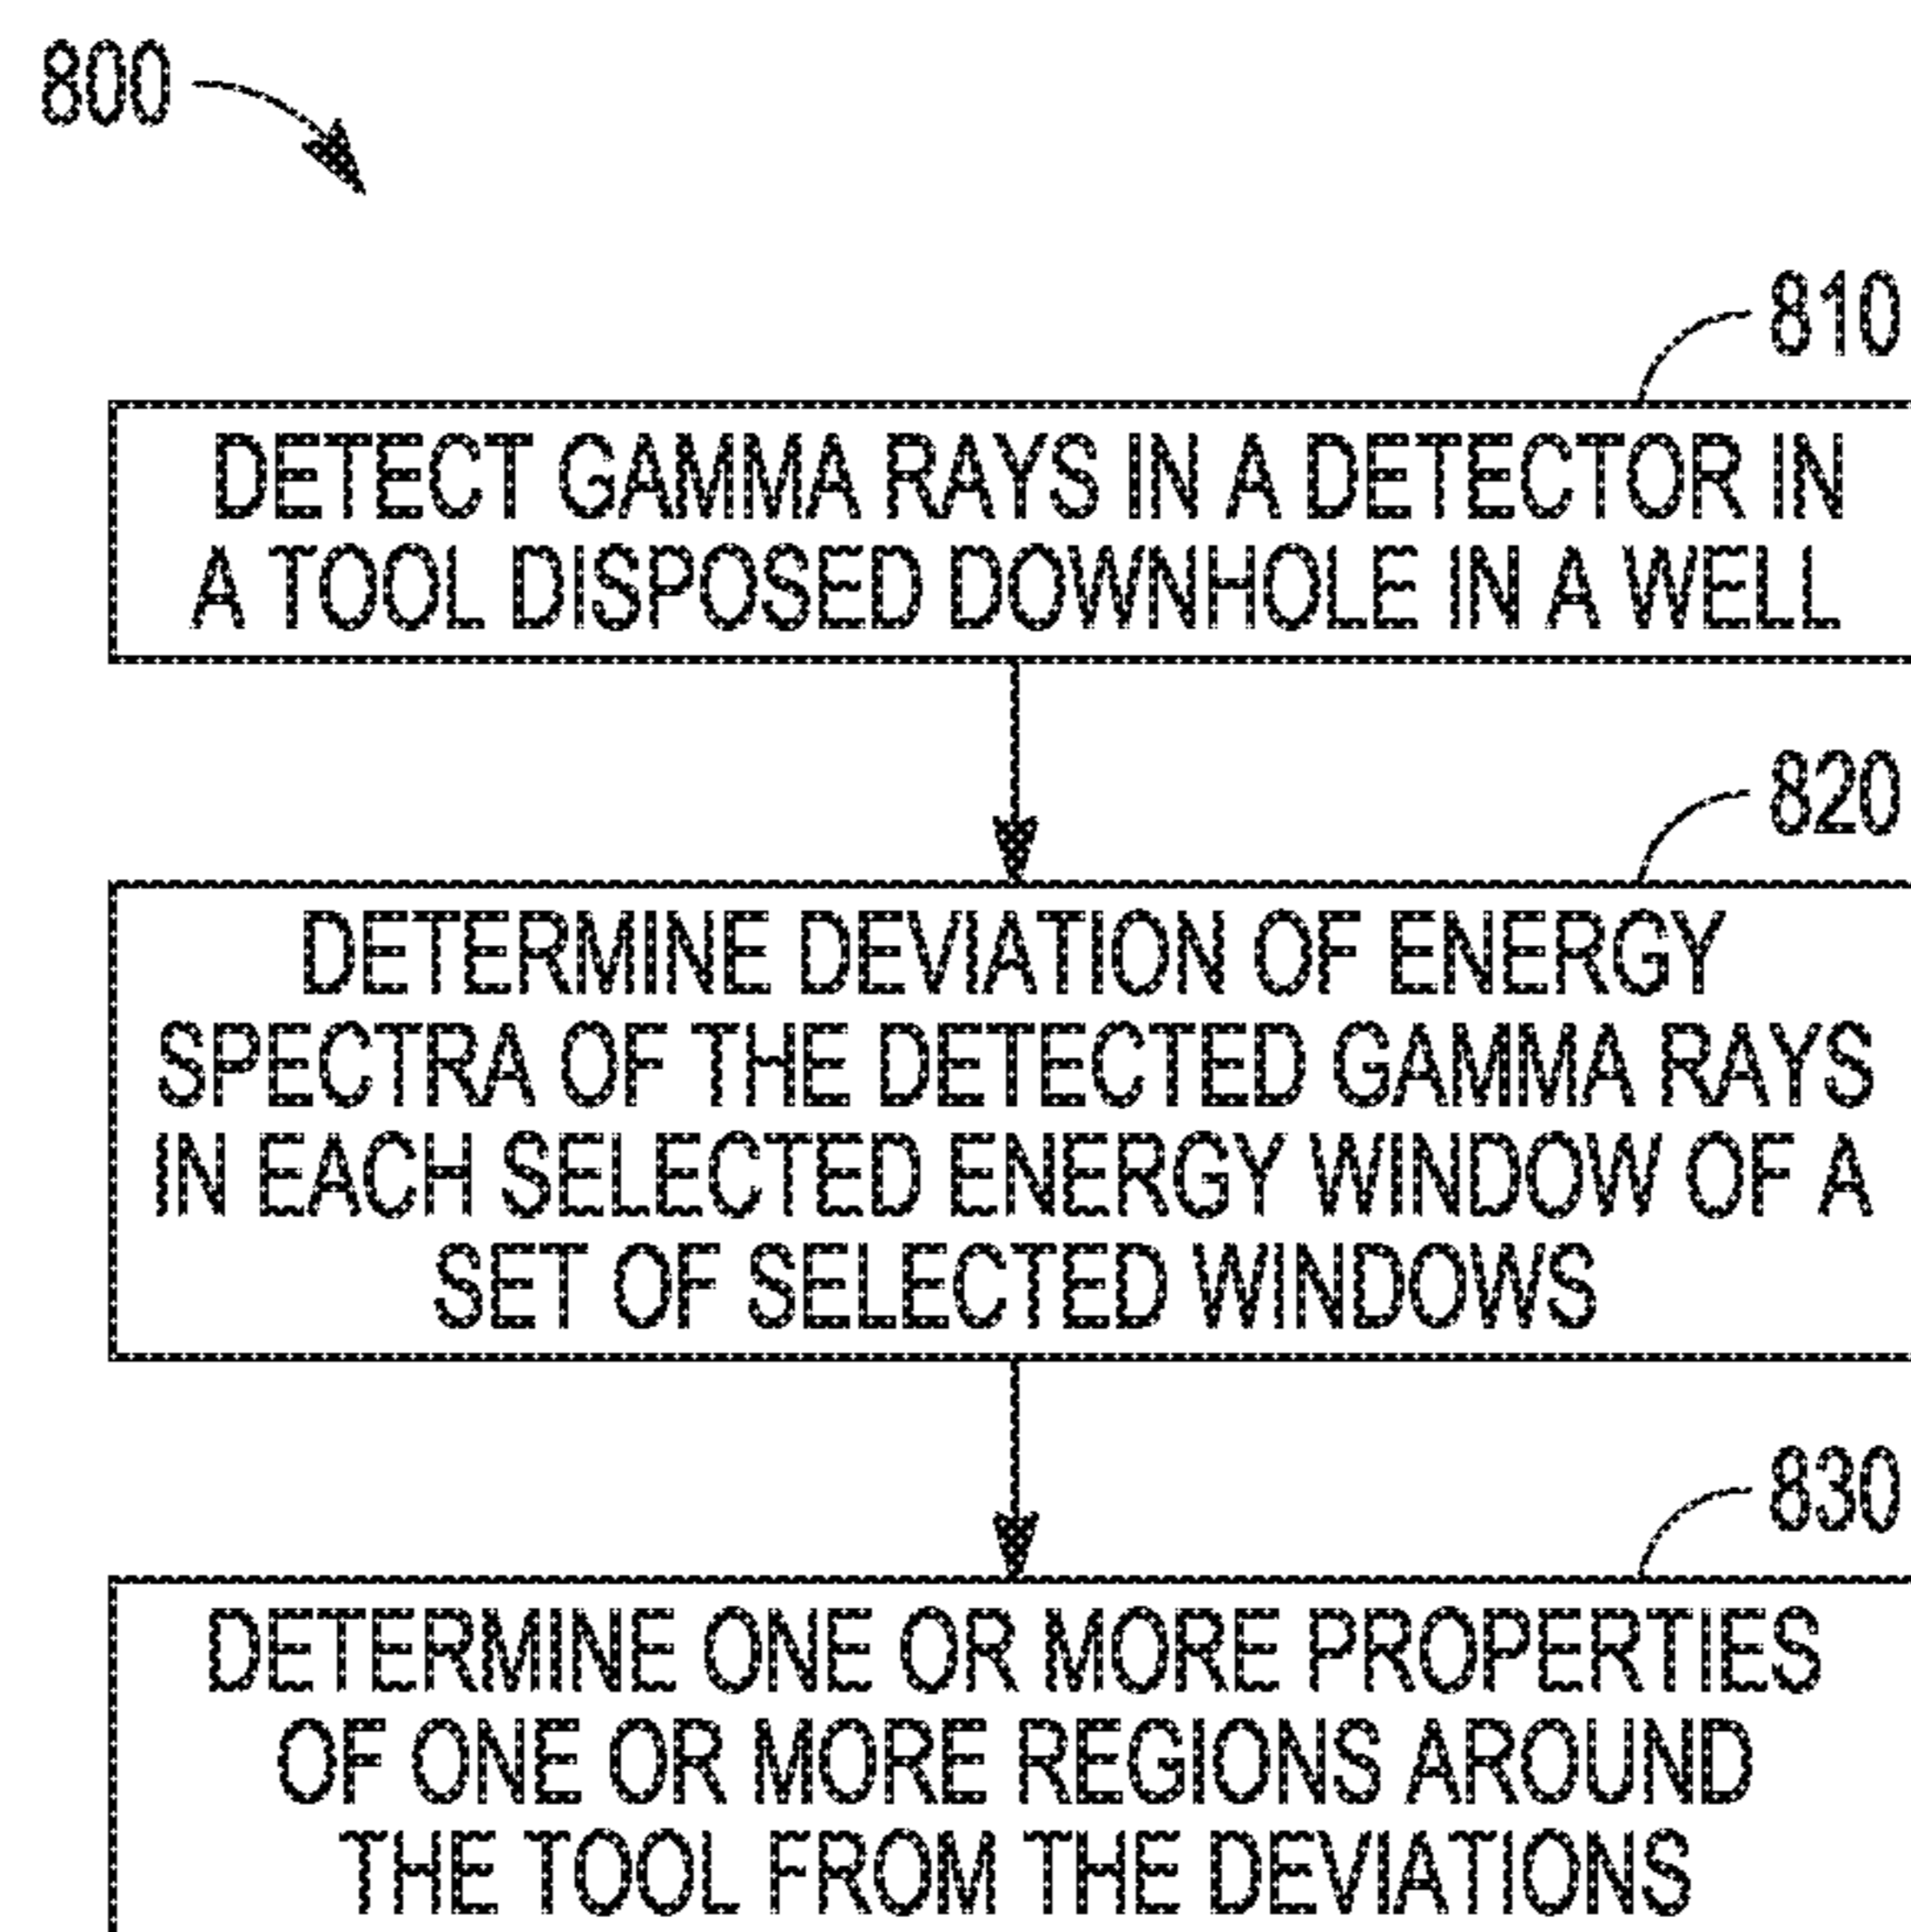 800
810
DETECT GAMMA RAYS IN A DETECTOR IN
A TOOL DISPOSED DOWNHOLE IN A WELL
820
DETERMINE DEVIATION OF ENERGY
SPECTRA OF THE DETECTED GAMMA RAYS
IN EACH SELECTED ENERGY WINDOW OF A
SET OF SELECTED WINDOWS
830
DETERMINE ONE OR MORE PROPERTIES
OF ONE OR MORE REGIONS AROUND
THE TOOL FROM THE DEVIATIONS